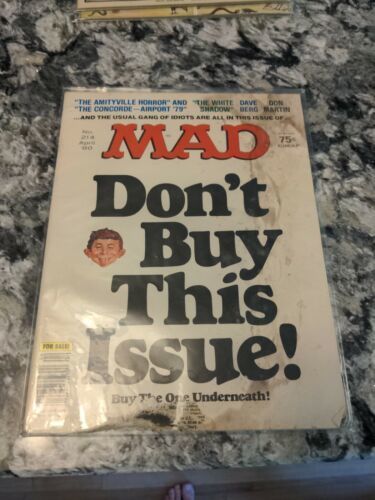 "THE AMITYVILLE HORROR" AND "THE WHITE DAVE DON
"THE CONCORDE—AIRPORT '79" SHADOW" BERG MARTIN
...AND THE USUAL GANG OF IDIOTS ARE ALL IN THIS ISSUE OF
No.
214
April
'80
MAD
75¢
CHEAP
Don't
Buy
This
Issue!
FOR SALE!
Buy The One Underneath!